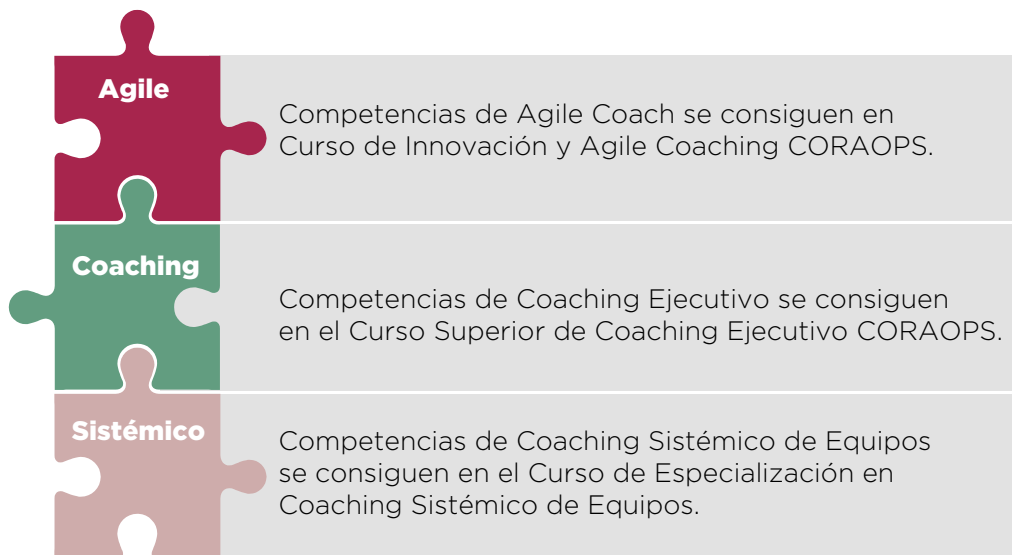 Agile
Competencias de Agile Coach se consiguen en
Curso de Innovación y Agile Coaching CORAOPS.
Coaching
Competencias de Coaching Ejecutivo se consiguen
en el Curso Superior de Coaching Ejecutivo CORAOPS.
Sistémico
Competencias de Coaching Sistémico de Equipos
se consiguen en el Curso de Especialización en
Coaching Sistémico de Equipos.